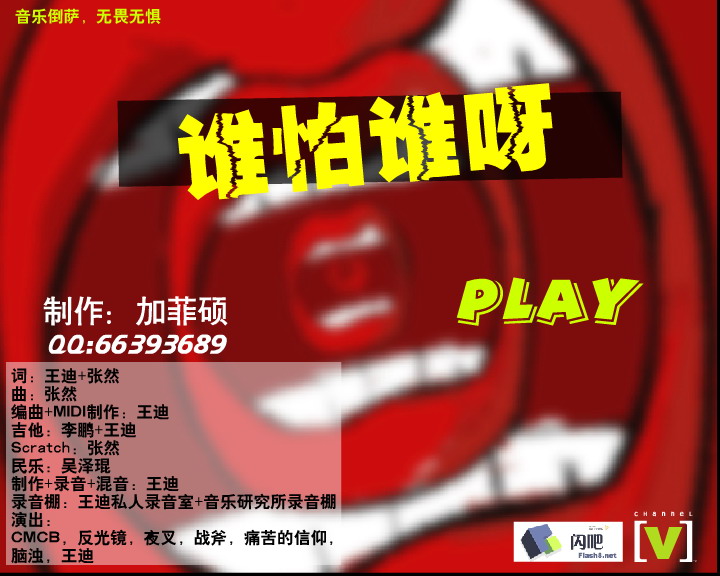 音乐倒萨，无畏无惧
谁怕谁呀
PLAY
制作：加菲硕
QQ:66393689
词：王迪+张然
曲：张然
编曲+MIDI制作：王迪
吉他：李鹏+王迪
Scratch：张然
民乐：吴泽琨
制作+录音+混音：王迪
录音棚：王迪私人录音室+音乐研究所录音棚
演出：
CMCB，反光镜，夜叉，战斧，痛苦的信仰，
脑浊，王迪
闪吧
Flash8.net
CHANNEL
[V]